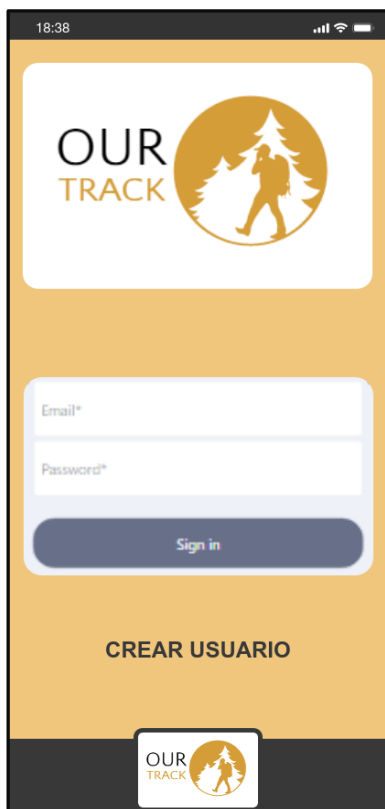 18:38
OUR
TRACK
Email*
Password*
Sign in
CREAR USUARIO
OUR
TRACK